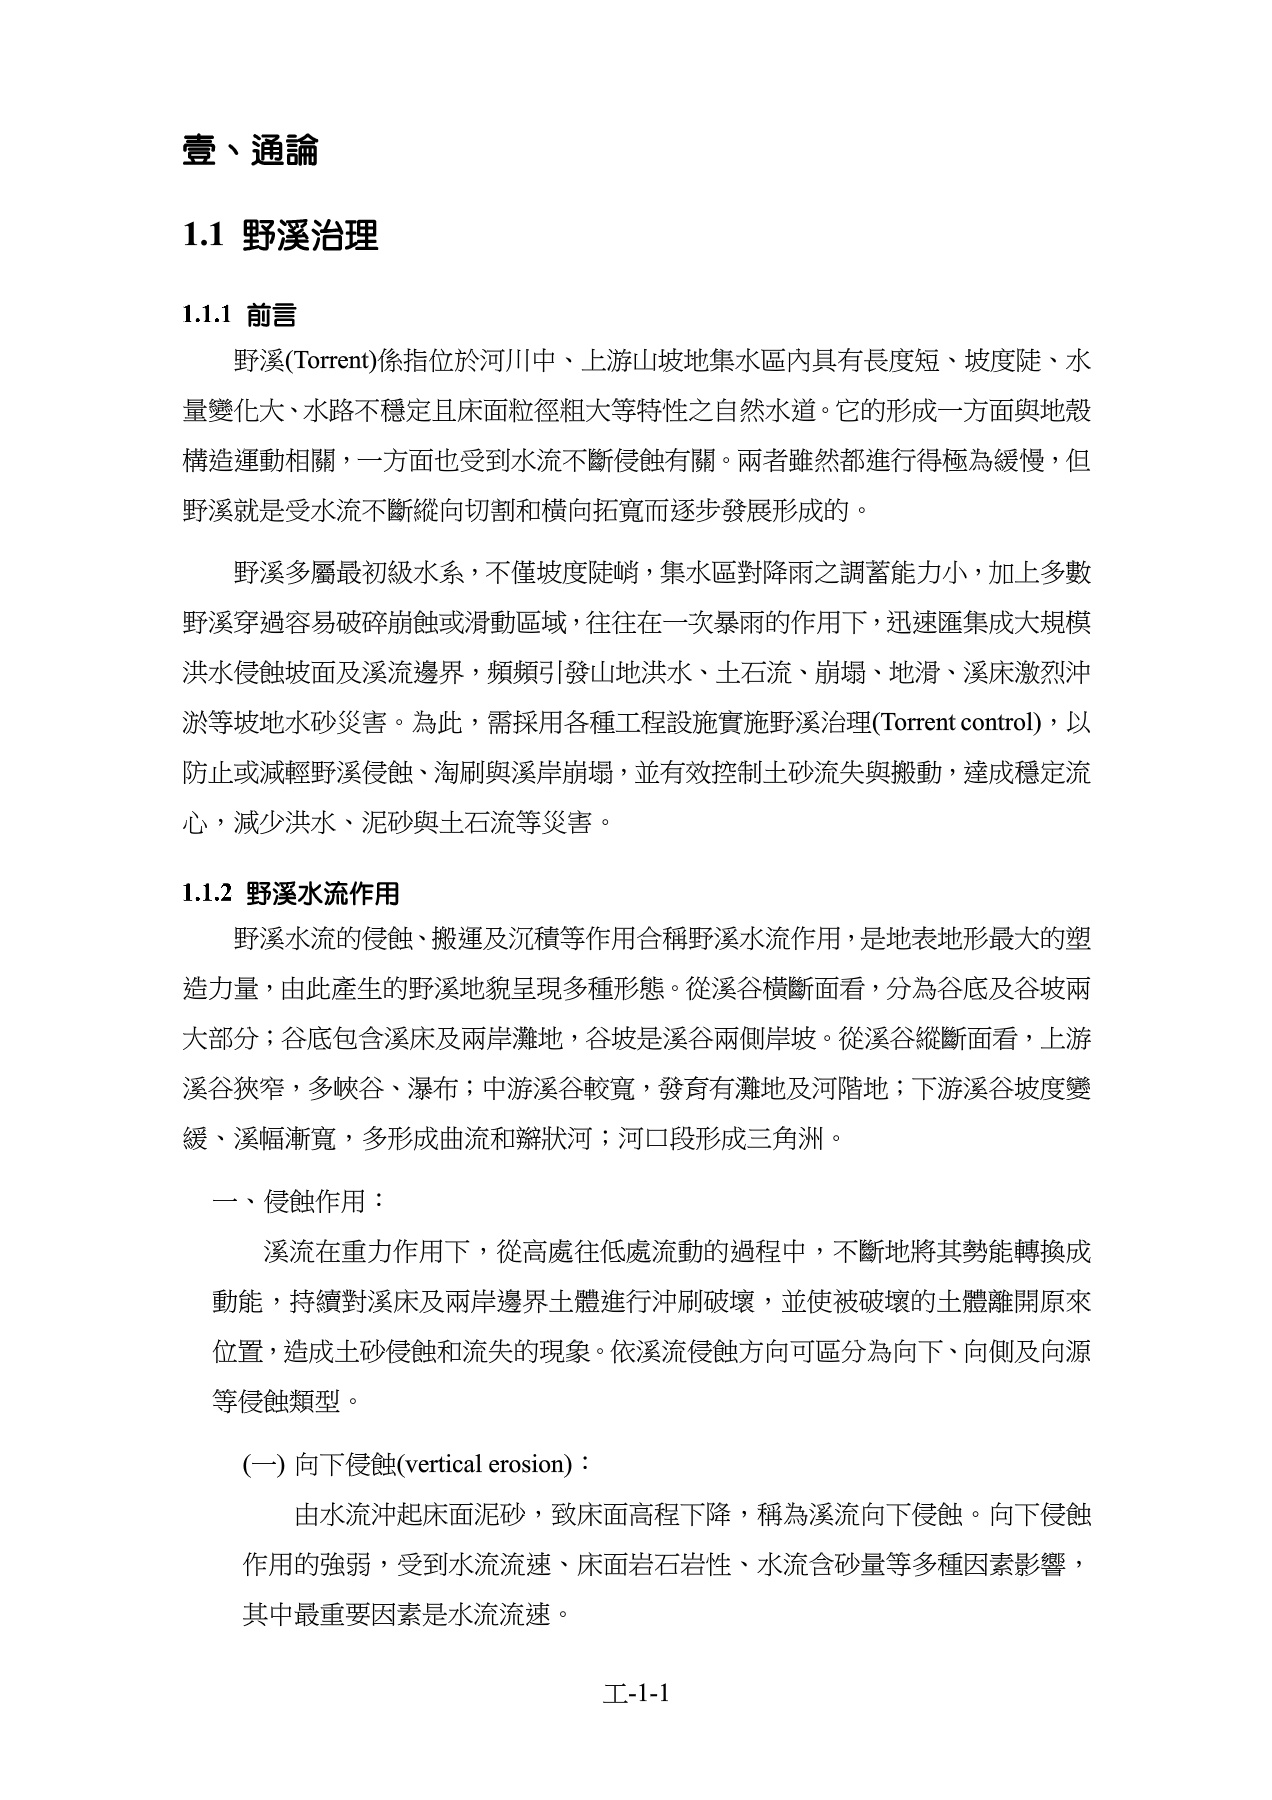 壹、通論
1.1 野溪治理
1.1.1 前言
野溪(Torrent)係指位於河川中、上游山坡地集水區內具有長度短、坡度陡、水
量變化大、水路不穩定且床面粒徑粗大等特性之自然水道。它的形成一方面與地殼
構造運動相關，一方面也受到水流不斷侵蝕有關。兩者雖然都進行得極為緩慢，但
野溪就是受水流不斷縱向切割和橫向拓寬而逐步發展形成的。
野溪多屬最初級水系，不僅坡度陡峭，集水區對降雨之調蓄能力小，加上多數
野溪穿過容易破碎崩蝕或滑動區域，往往在一次暴雨的作用下，迅速匯集成大規模
洪水侵蝕坡面及溪流邊界，頻頻引發山地洪水、土石流、崩塌、地滑、溪床激烈沖
淤等坡地水砂災害。為此，需採用各種工程設施實施野溪治理(Torrent control)，以
防止或減輕野溪侵蝕、淘刷與溪岸崩塌，並有效控制土砂流失與搬動，達成穩定流
心，減少洪水、泥砂與土石流等災害。
1.1.2 野溪水流作用
野溪水流的侵蝕、搬運及沉積等作用合稱野溪水流作用，是地表地形最大的塑
造力量，由此產生的野溪地貌呈現多種形態。從溪谷橫斷面看，分為谷底及谷坡兩
大部分；谷底包含溪床及兩岸灘地，谷坡是溪谷兩側岸坡。從溪谷縱斷面看，上游
溪谷狹窄，多峽谷、瀑布；中游溪谷較寬，發育有灘地及河階地；下游溪谷坡度變
緩、溪幅漸寬，多形成曲流和辮狀河；河口段形成三角洲。
一、侵蝕作用：
溪流在重力作用下，從高處往低處流動的過程中，不斷地將其勢能轉換成
動能，持續對溪床及兩岸邊界土體進行沖刷破壞，並使被破壞的土體離開原來
位置，造成土砂侵蝕和流失的現象。依溪流侵蝕方向可區分為向下、向側及向源
等侵蝕類型。
(一) 向下侵蝕(vertical erosion)：
由水流沖起床面泥砂，致床面高程下降，稱為溪流向下侵蝕。向下侵蝕
作用的強弱，受到水流流速、床面岩石岩性、水流含砂量等多種因素影響，
其中最重要因素是水流流速。
工-1-1